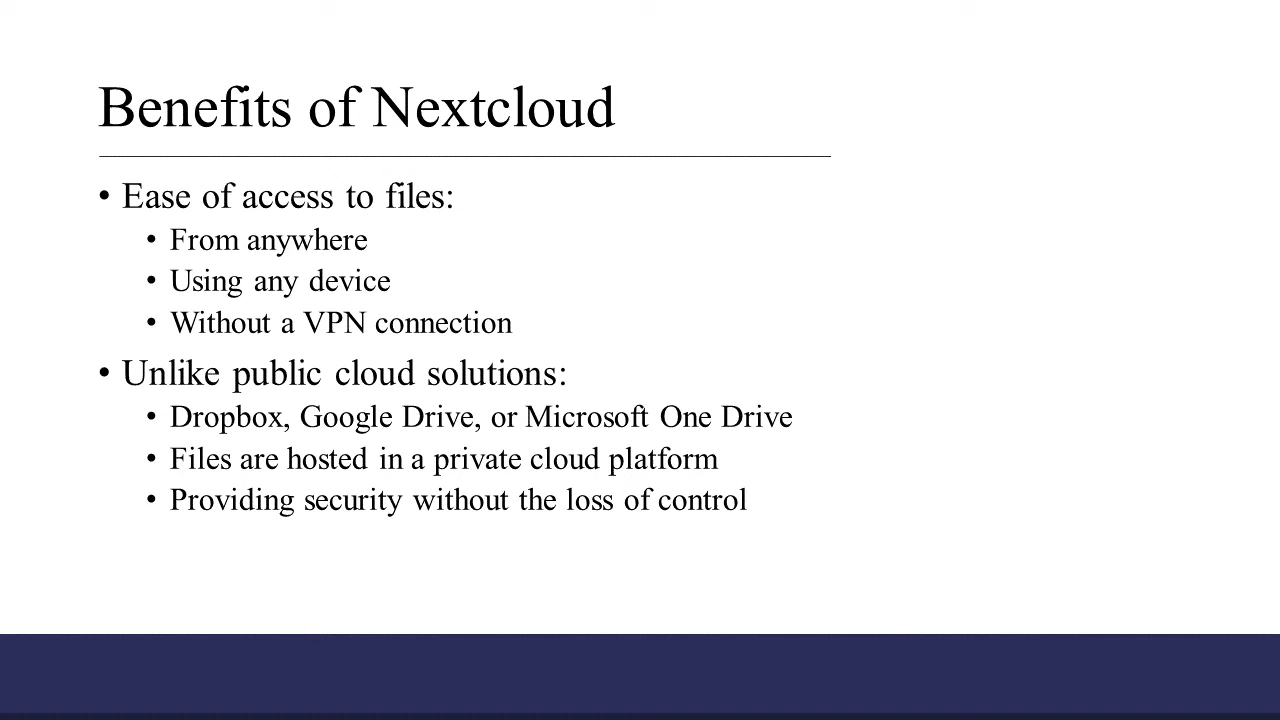 Benefits of Nextcloud
• Ease of access to files:
• From anywhere
• Using any device
• Without a VPN connection
• Unlike public cloud solutions:
• Dropbox, Google Drive, or Microsoft One Drive
• Files are hosted in a private cloud platform
• Providing security without the loss of control